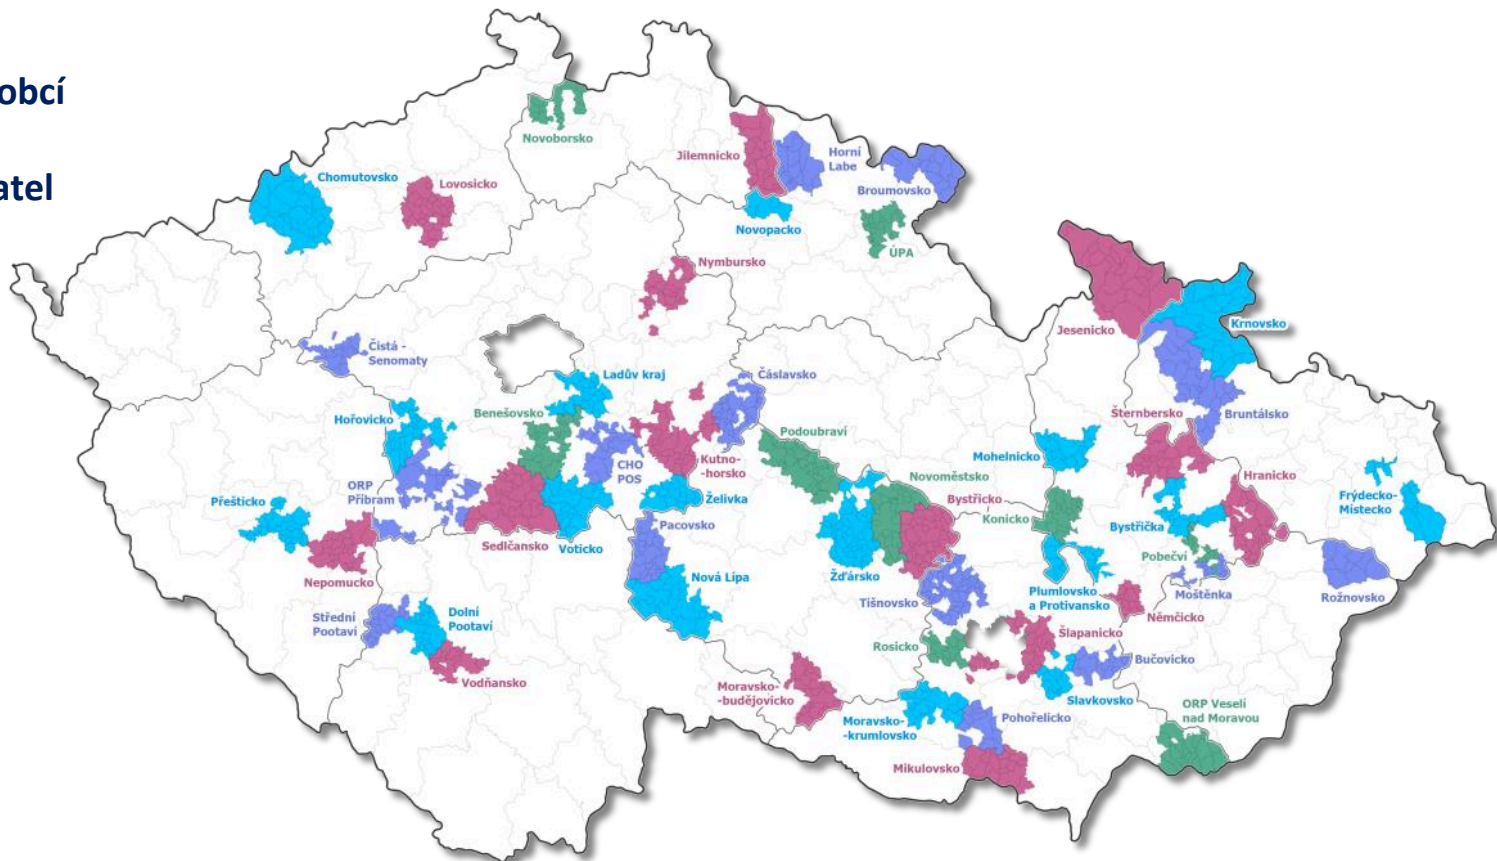 obcí
atel
Novoborsko
Chomutovsko
Lovosicko
Jilemnicko
Horní
Labe
Broumovsko
Novopacko
ÚPA
Nymbursko
Jesenicko
Krnovsko
Čistá -
Senomaty
Ladův kraj
Čáslavsko
Benešovsko
Hořovicko
Podoubraví
Šternbersko
Bruntálsko
Kutno-
-horsko
CHO
POS
Mohelnicko
Novoměstsko
Hranicko
ORP
Příbram
Přešticko
Želivka
Bystřicko
Konicko
Bystřička
Frýdecko-
Místecko
Pacovsko
Pobečví
Sedlčansko
Voticko
Nepomucko
Nová Lípa
Žďársko
Tišnovsko
Plumlovsko
a Protivansko
Moštěnka
Rožnovsko
Němčicko
Střední
Pootaví
Dolní
Pootaví
Rosicko
Šlapanicko
Bučovicko
Vodňansko
Moravsko-
-budějovicko
Slavkovsko
ORP Veselí
nad Moravou
Moravsko-
-krumlovsko
Pohořelicko
Mikulovsko